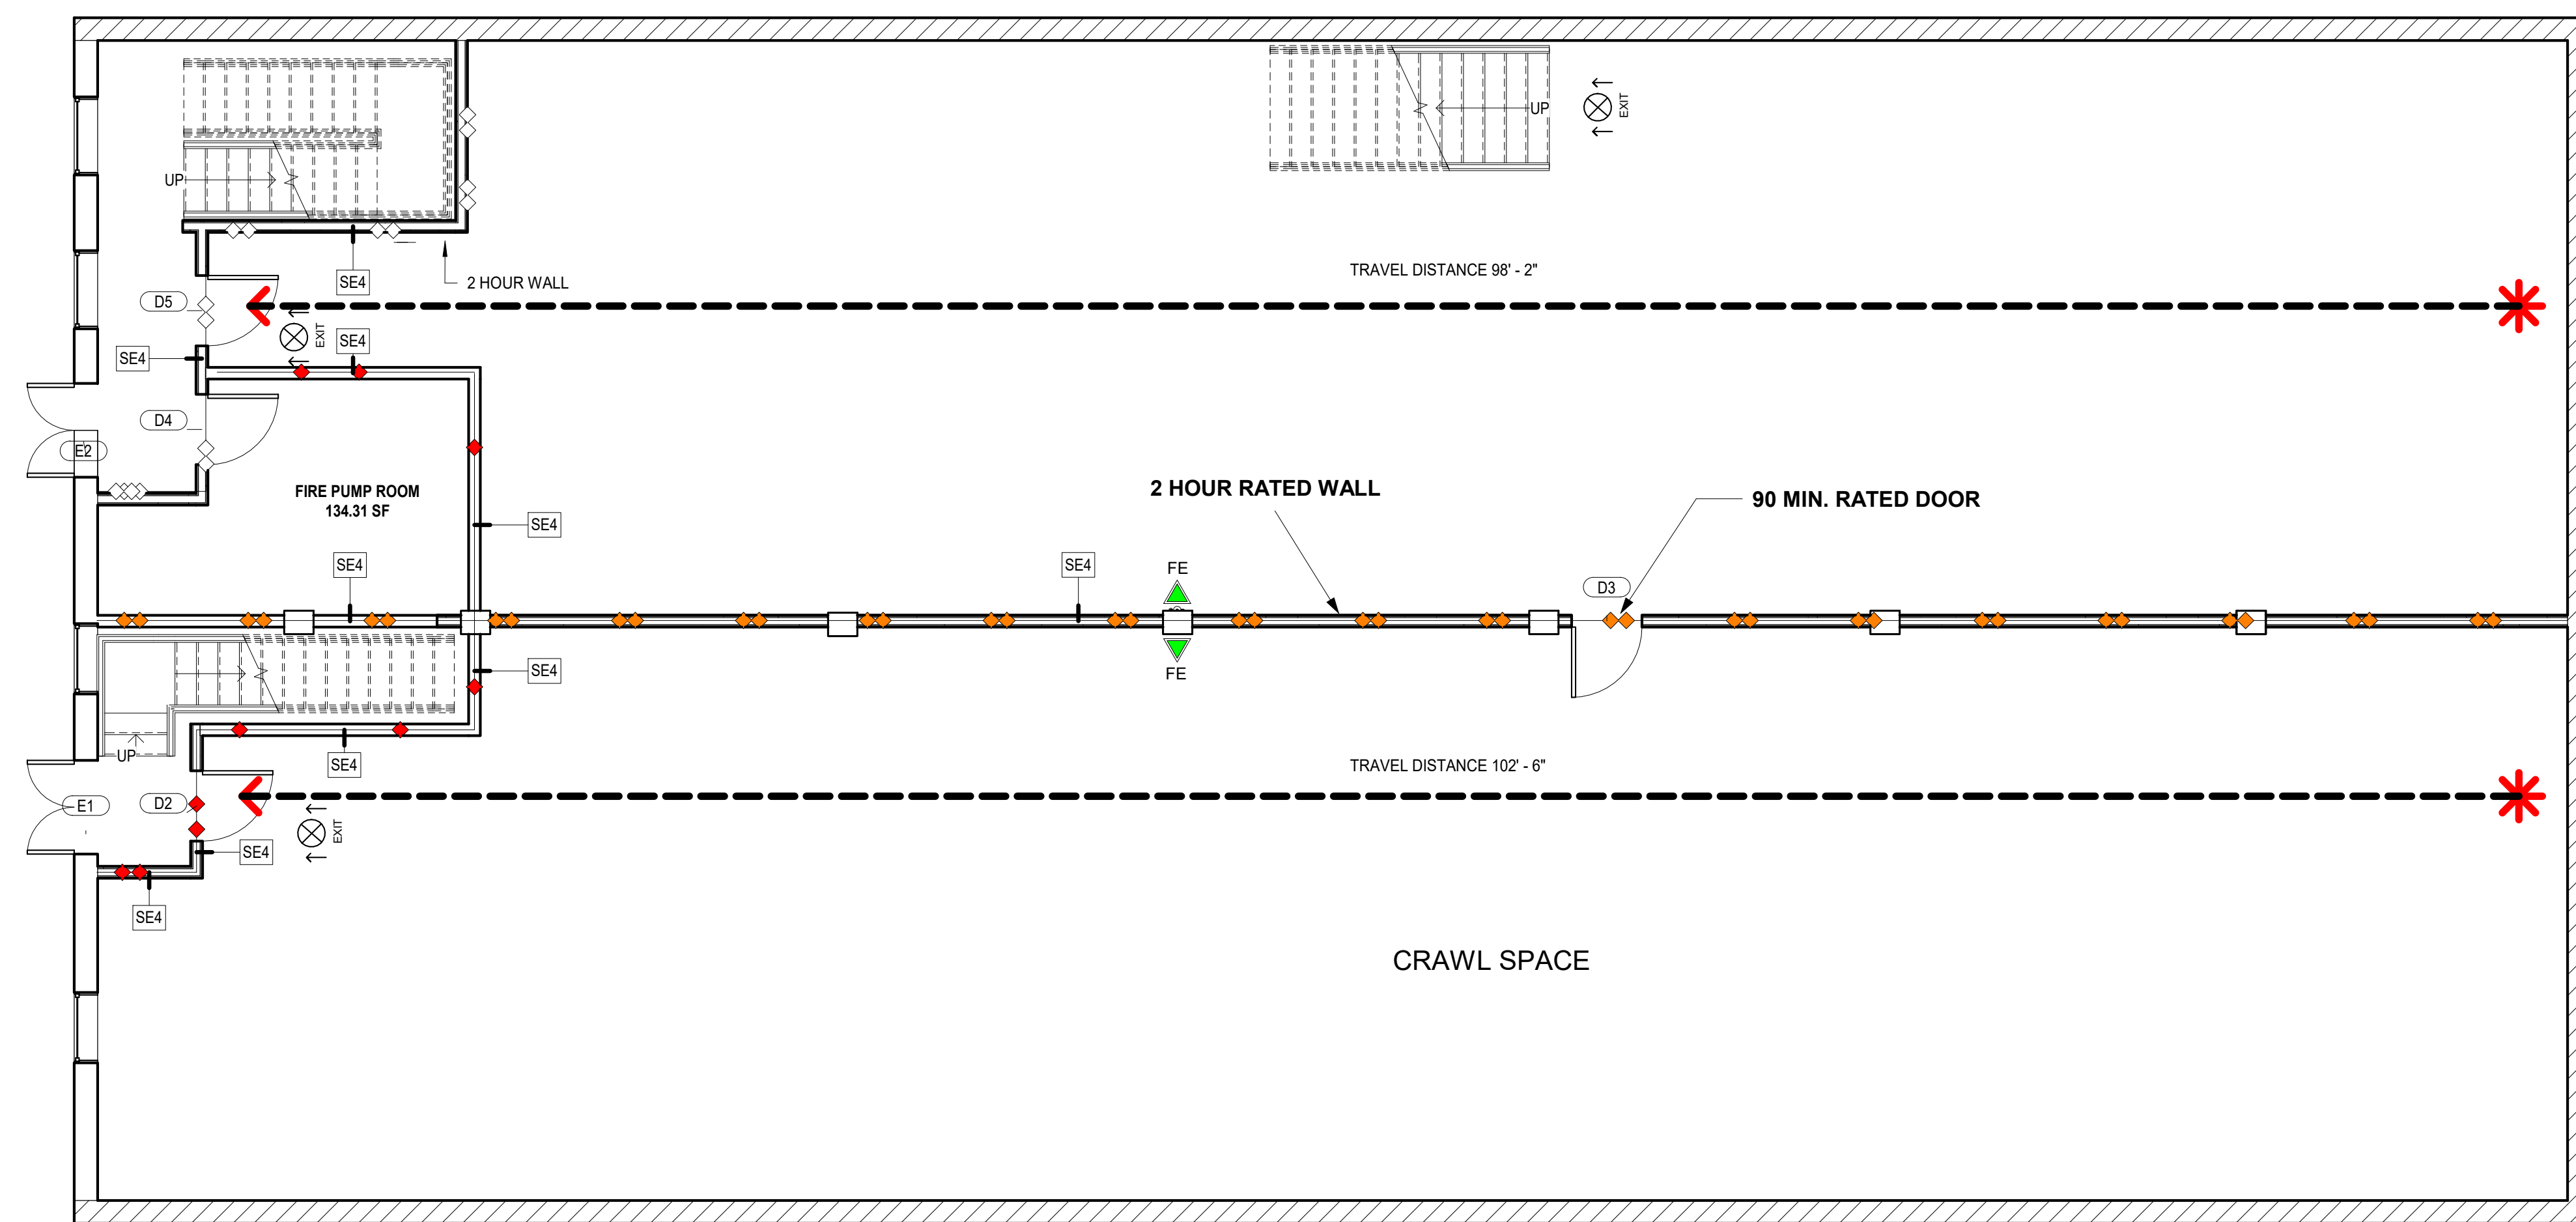 UP
EXIT
UP
SE4
2 HOUR WALL
TRAVEL DISTANCE 98' - 2"
D5
EXIT
SE4
SE4
D4
E2
FIRE PUMP ROOM
134.31 SF
2 HOUR RATED WALL
90 MIN. RATED DOOR
SE4
SE4
SE4
FE
D3
FE
SE4
UP
SE4
TRAVEL DISTANCE 102' - 6"
E1
D2
EXIT
SE4
SE4
CRAWL SPACE